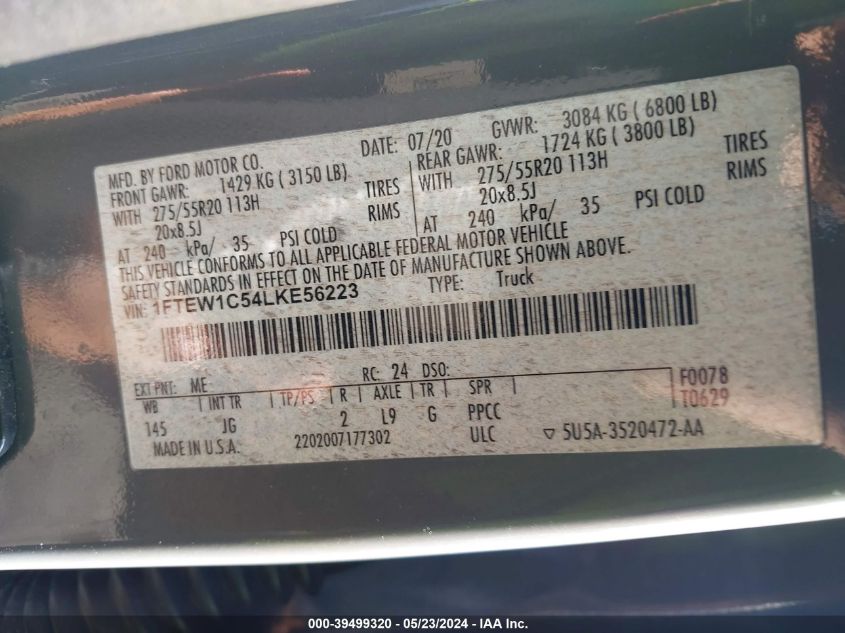 MFD. BY FORD MOTOR CO.
DATE: 07/20 GVWR: 3084 KG ( 6800 LB)
FRONT GAWR: 1429 KG ( 3150 LB)
REAR GAWR: 1724 KG ( 3800 LB)
WITH 275/55R20 113H TIRES
WITH 275/55R20 113H TIRES
20x8.5J RIMS
20x8.5J RIMS
AT 240 kPa/ 35 PSI COLD
AT 240 kPa/ 35 PSI COLD
THIS VEHICLE CONFORMS TO ALL APPLICABLE FEDERAL MOTOR VEHICLE
SAFETY STANDARDS IN EFFECT ON THE DATE OF MANUFACTURE SHOWN ABOVE.
VIN: 1FTEW1C54LKE56223 TYPE: Truck
EXT PNT: ME RC: 24 DSO: F0078
WB | INT TR | TP/PS | R | AXLE | TR | SPR | T0629
145 JG 2 L9 G PPCC
MADE IN U.S.A. 2202007177302 ULC ▽ 5U5A-3520472-AA
000-39499320 - 05/23/2024 - IAA Inc.